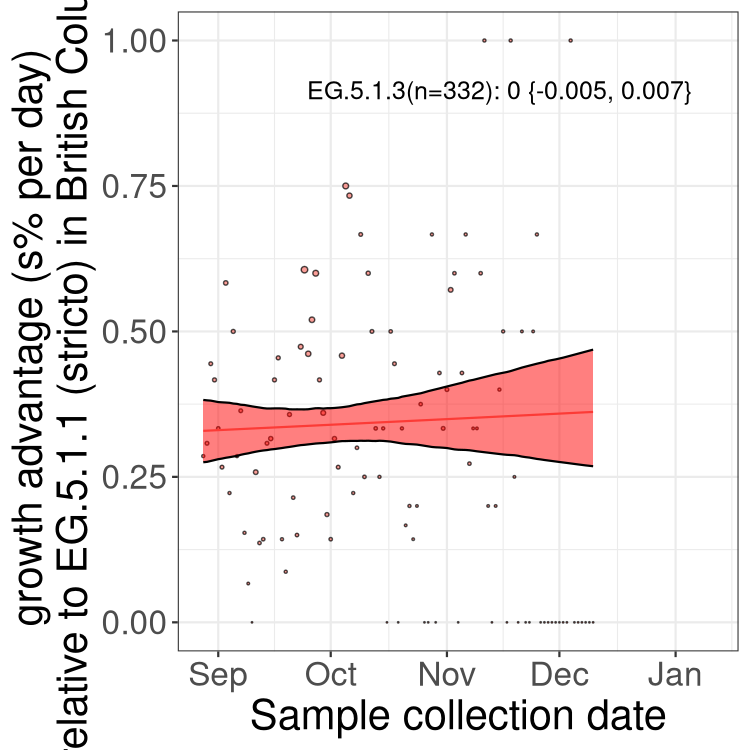 growth advantage (s% per day)
relative to EG.5.1.1 (stricto) in British
1.00
0.75
0.50
0.25
0.00
EG.5.1.3(n=332): 0 {-0.005, 0.007}
Sep Oct Nov Dec Jan
Sample collection date